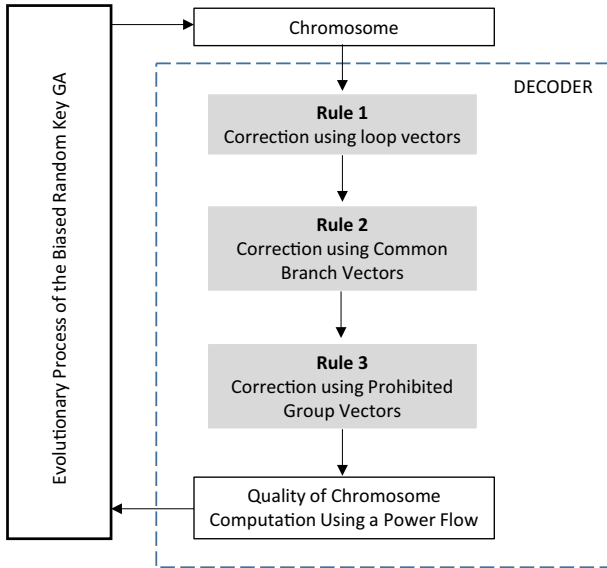 Evolutionary Process of the Biased Random Key GA
Chromosome
DECODER
Rule 1
Correction using loop vectors
Rule 2
Correction using Common
Branch Vectors
Rule 3
Correction using Prohibited
Group Vectors
Quality of Chromosome
Computation Using a Power Flow